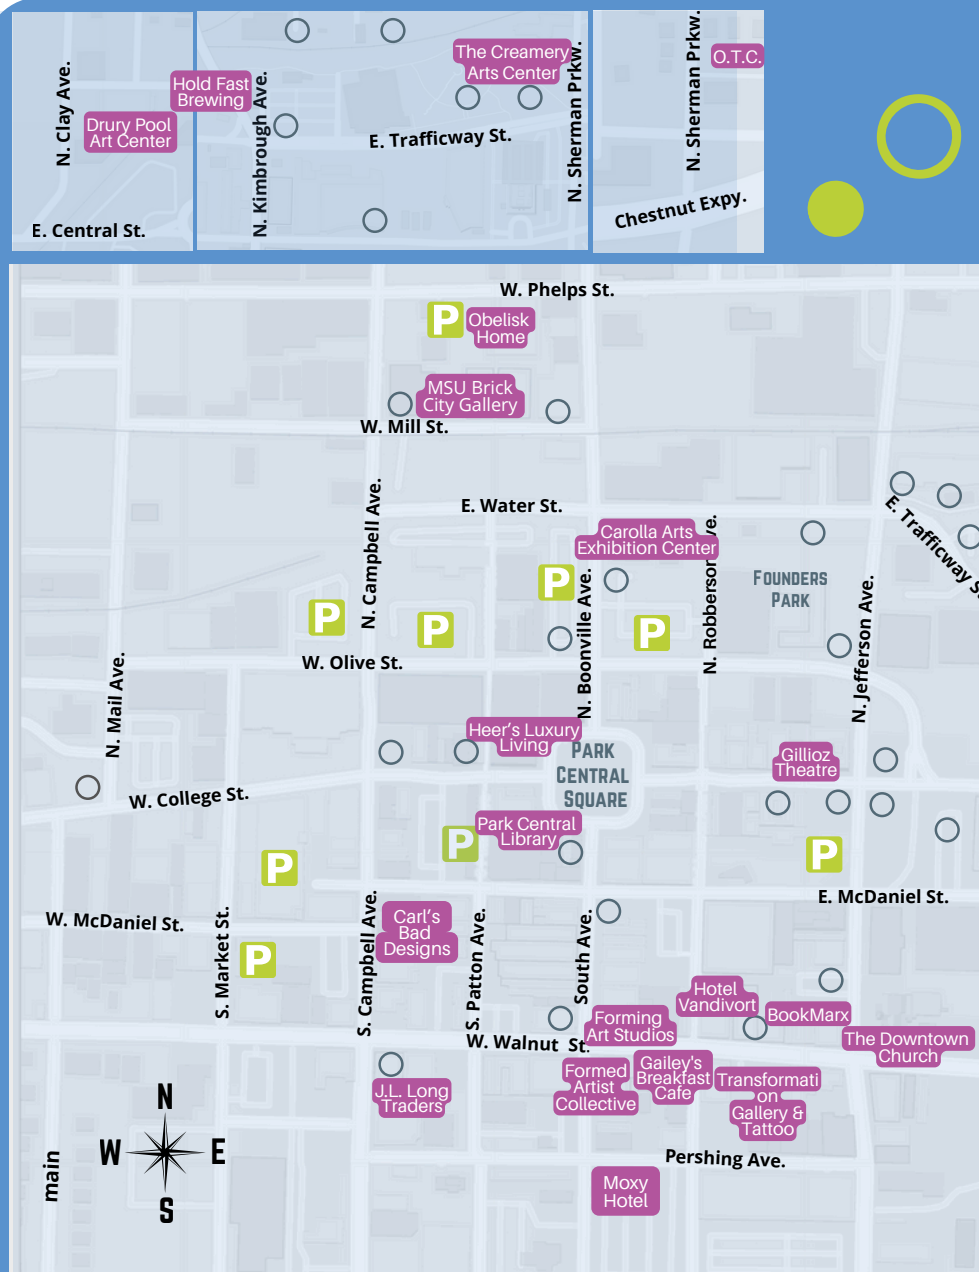 N. Clay Ave.
Hold Fast
Brewing
Drury Pool
Art Center
E. Central St.
N. Kimbrough Ave.
The Creamery
Arts Center
E. Trafficway St.
N. Sherman Prkw.
N. Sherman Prkw.
O.T.C.
Chestnut Expy.
W. Phelps St.
P
Obelisk
Home
MSU Brick
City Gallery
W. Mill St.
N. Campbell Ave.
E. Water St.
Carolla Arts
Exhibition Center
E. Trafficway S
P
N. Boonville Ave.
N. Robberson ve.
Founders
Park
N. Jefferson Ave.
P
P
P
W. Olive St.
N. Mail Ave.
Heer's Luxury
Living
Park
Central
Square
Gillioz
Theatre
W. College St.
Park Central
Library
P
P
P
E. McDaniel St.
W. McDaniel St.
S. Market St.
S. Campbell Ave.
Carl's
Bad
Designs
S. Patton Ave.
South Ave.
P
Hotel
Vandivort
BookMarx
Forming
Art Studios
The Downtown
Church
W. Walnut St.
Formed
Artist
Collective
Gailey's
Breakfast
Cafe
Transformati
on
Gallery &
Tattoo
J.L. Long
Traders
N
W E
S
main
Pershing Ave.
Moxy
Hotel